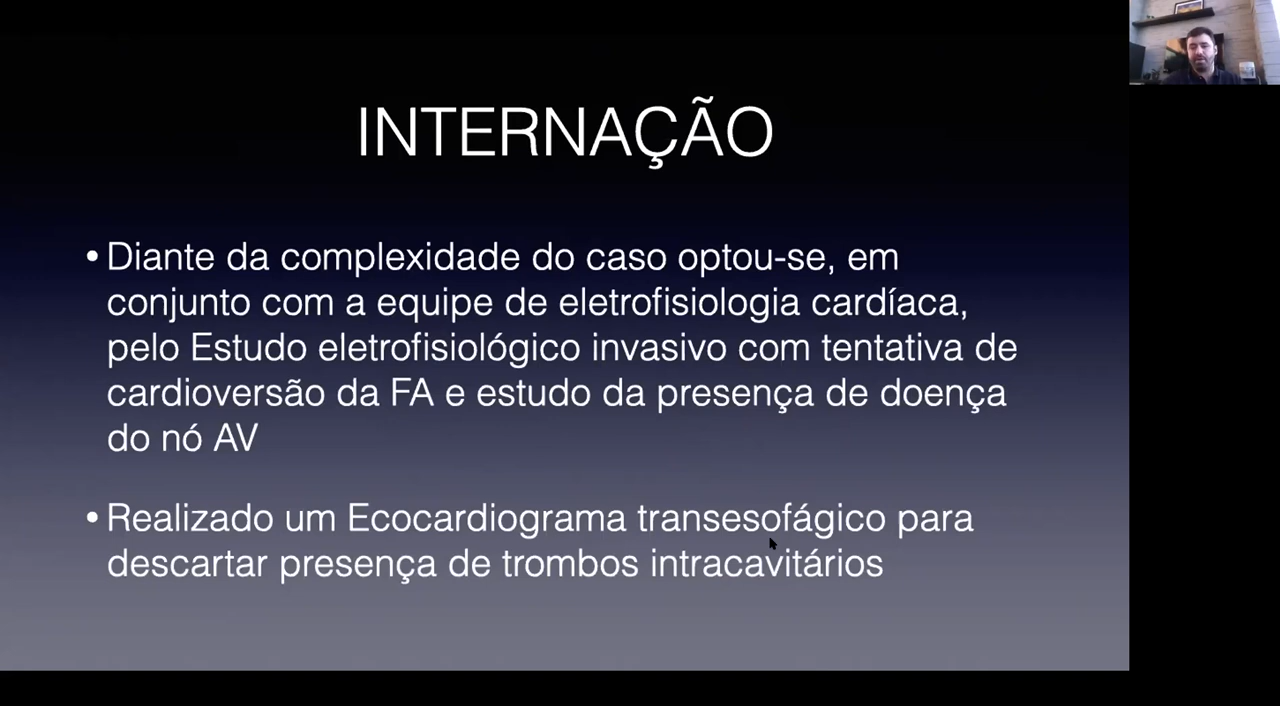 INTERNAÇÃO
• Diante da complexidade do caso optou-se, em
conjunto com a equipe de eletrofisiologia cardíaca,
pelo Estudo eletrofisiológico invasivo com tentativa de
cardioversão da FA e estudo da presença de doença
do nó AV
• Realizado um Ecocardiograma transesofágico para
descartar presença de trombos intracavitários